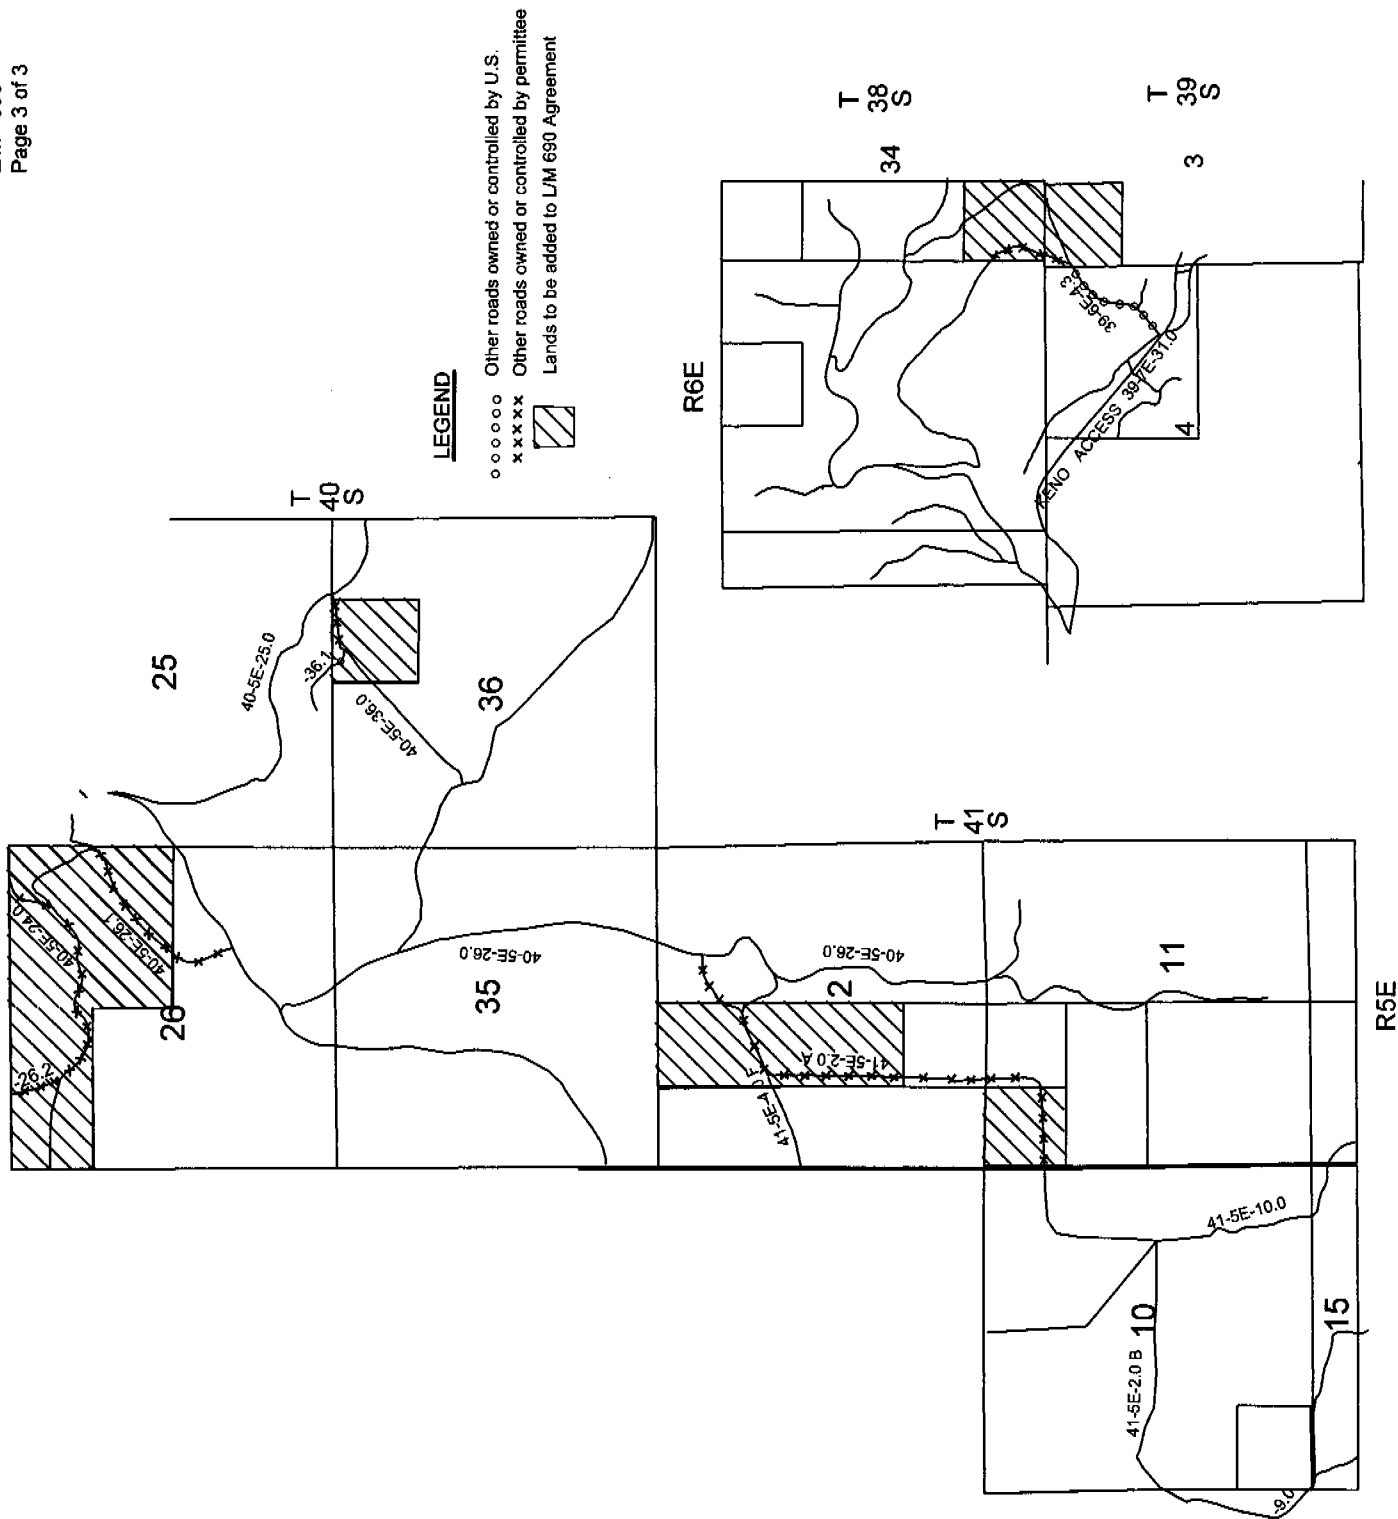 Page 3 of 3
LEGEND
o o o o o Other roads owned or controlled by U.S.
x x x x x Other roads owned or controlled by permittee
Lands to be added to L/M 690 Agreement
T
40
S
25
40-5E-25.0
-36.1
40-5E-36.0
36
40-5E-24.0
40-5E-26.1
26
-26.2
40-5E-26.0
35
T
41
S
40-5E-26.0
2
41-5E-2.0 A
41-5E-4.0 F
11
R5E
41-5E-10.0
10
41-5E-2.0 B
15
-9.0
R6E
T
38
S
34
T
39
S
3
39-6E-4.3
KENO ACCESS 39-7E-31.0
4